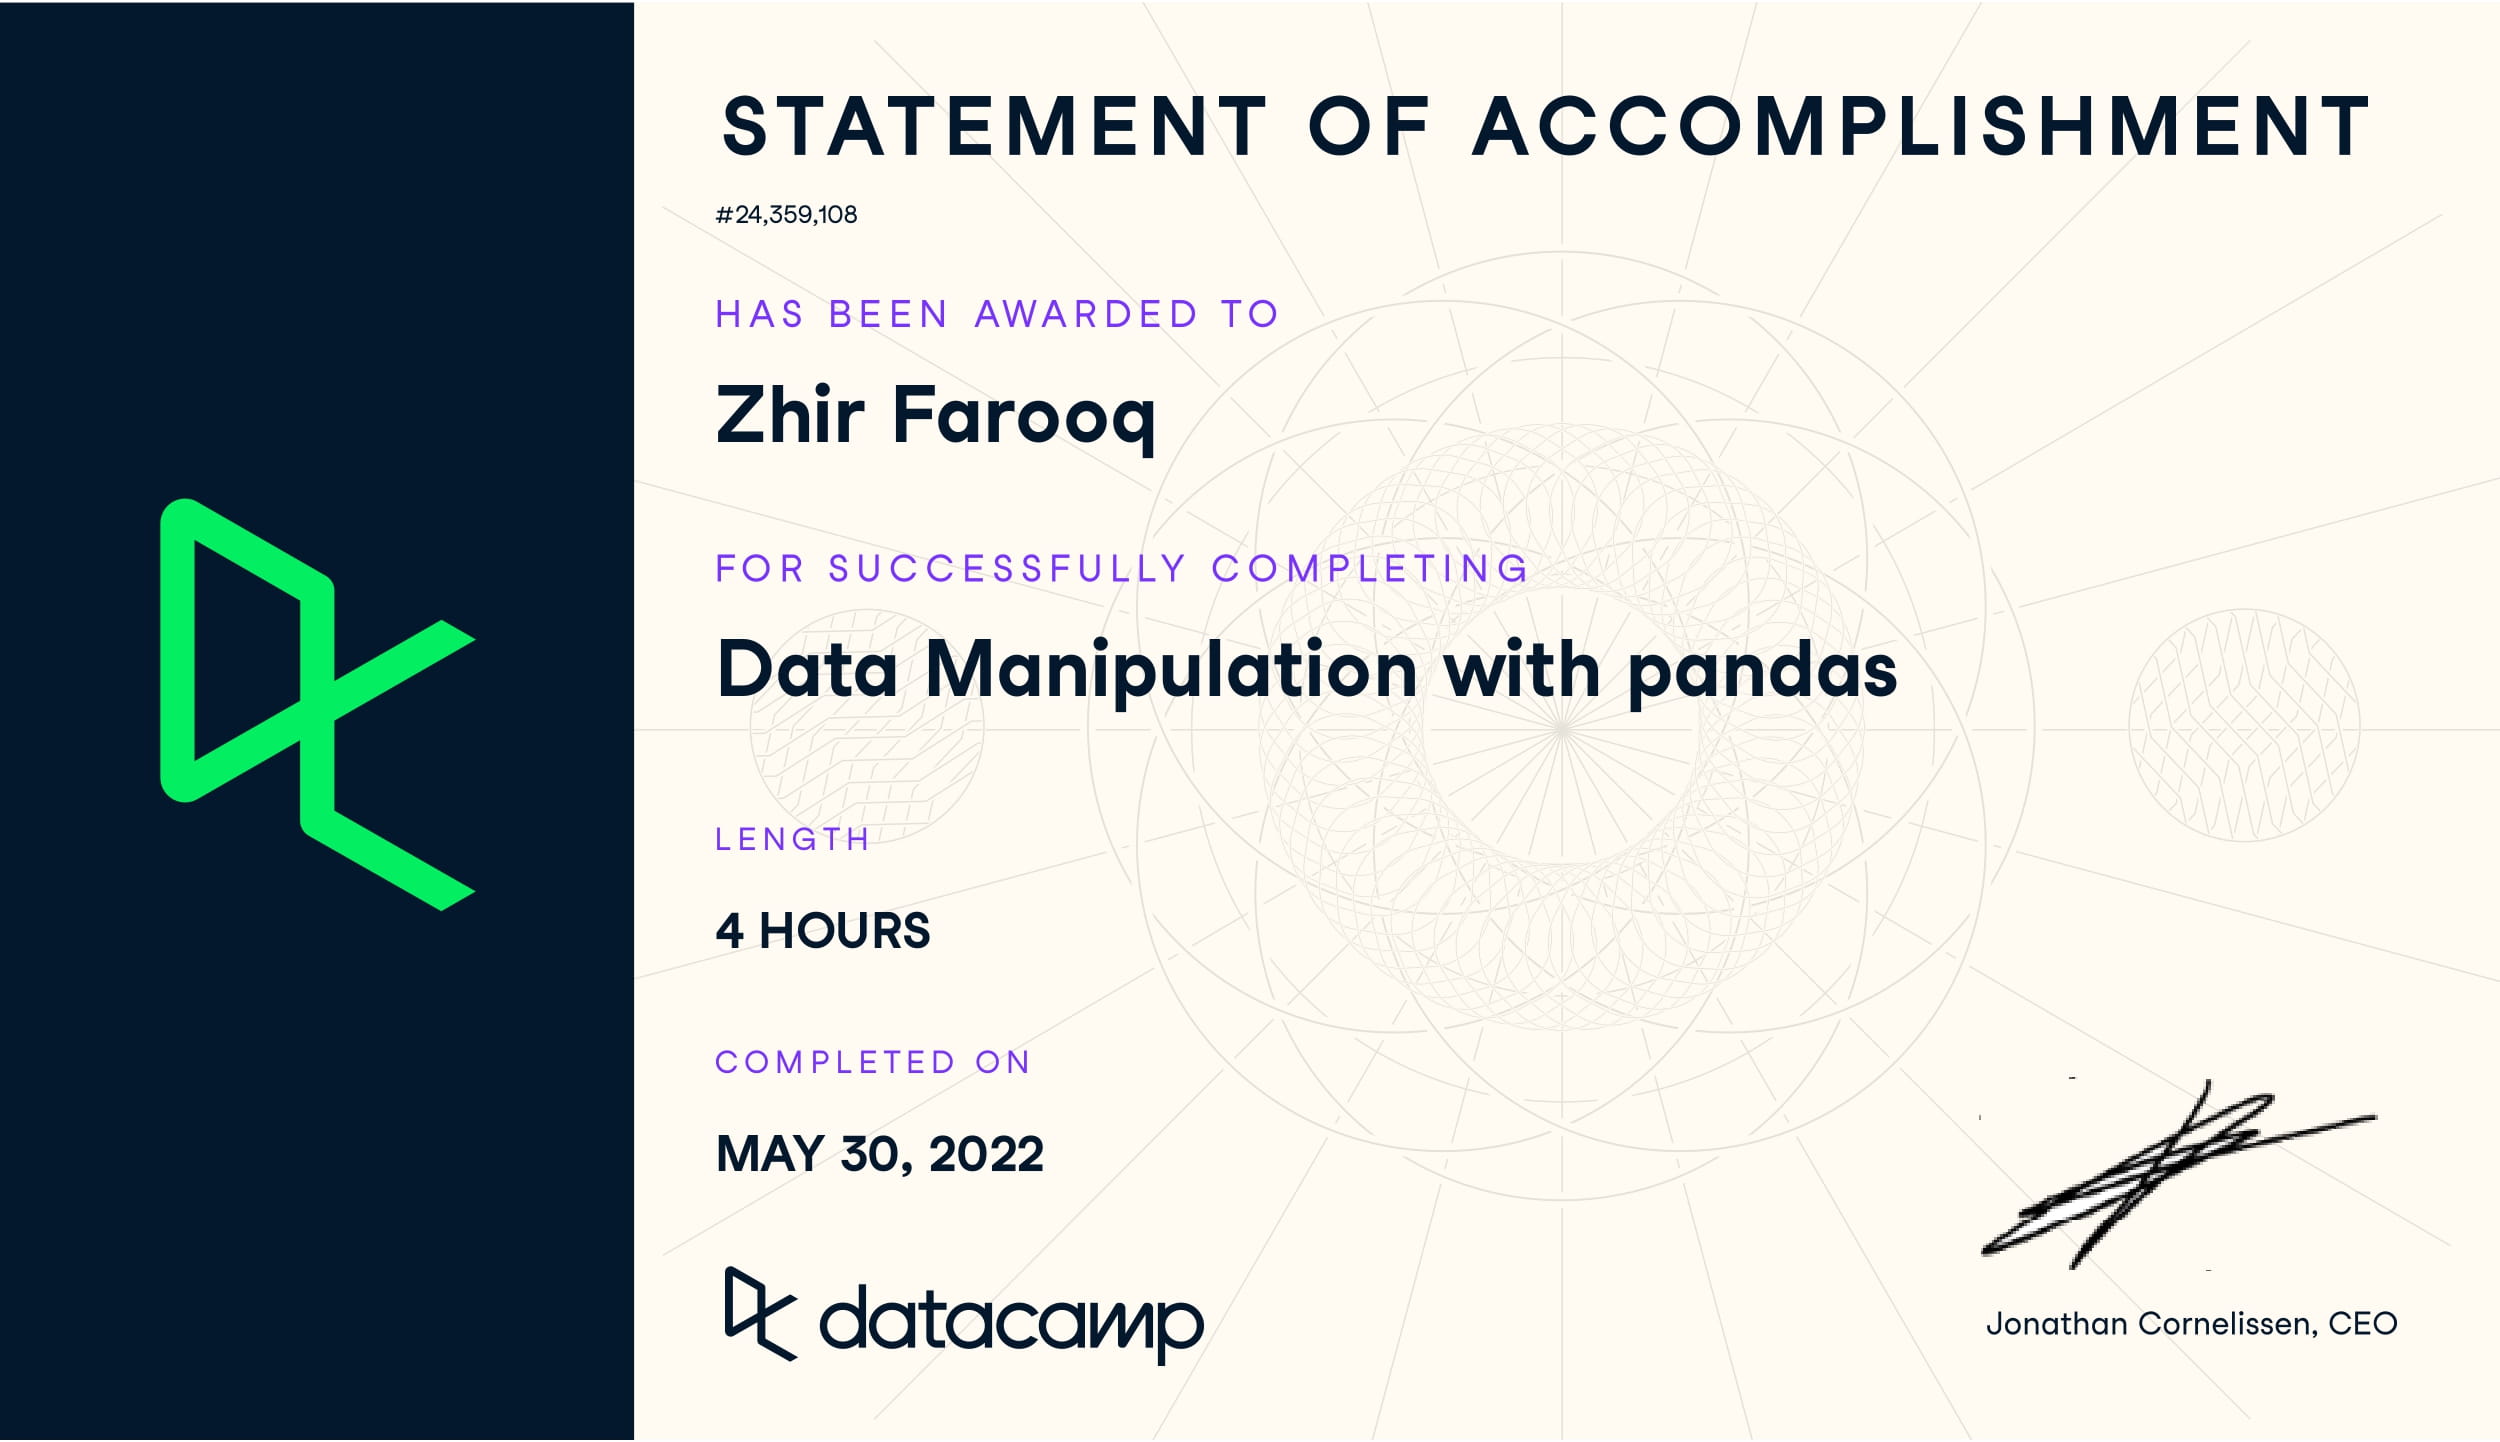 STATEMENT OF ACCOMPLISHMENT
#24,359,108
HAS BEEN AWARDED TO
Zhir Farooq
FOR SUCCESSFULLY COMPLETING
Data Manipulation with pandas
LENGTH
4 HOURS
COMPLETED ON
MAY 30, 2022
datacamp
Jonathan Cornelissen, CEO